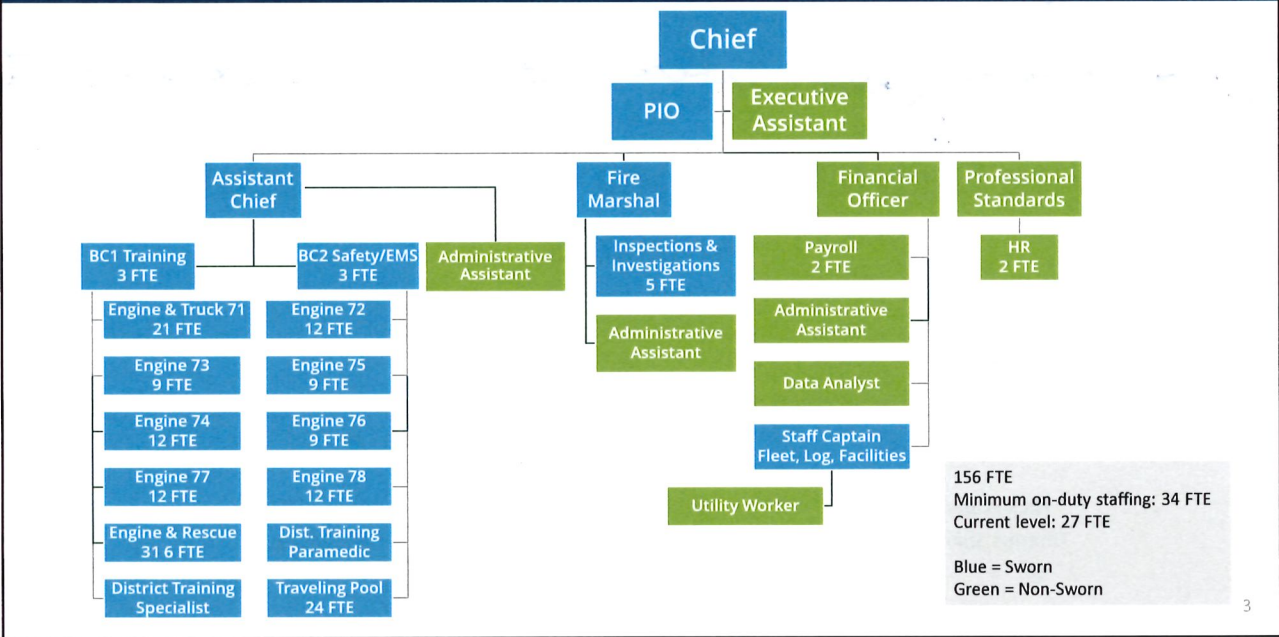 Chief
PIO
Executive
Assistant
Assistant
Chief
Fire
Marshal
Financial
Officer
Professional
Standards
BC1 Training
3 FTE
BC2 Safety/EMS
3 FTE
Administrative
Assistant
Inspections &
Investigations
5 FTE
Payroll
2 FTE
HR
2 FTE
Engine & Truck 71
21 FTE
Engine 72
12 FTE
Administrative
Assistant
Administrative
Assistant
Engine 73
9 FTE
Engine 75
9 FTE
Data Analyst
Engine 74
12 FTE
Engine 76
9 FTE
Staff Captain
Fleet, Log, Facilities
Engine 77
12 FTE
Engine 78
12 FTE
Utility Worker
Engine & Rescue
31 6 FTE
Dist. Training
Paramedic
District Training
Specialist
Traveling Pool
24 FTE
156 FTE
Minimum on-duty staffing: 34 FTE
Current level: 27 FTE
Blue = Sworn
Green = Non-Sworn
3